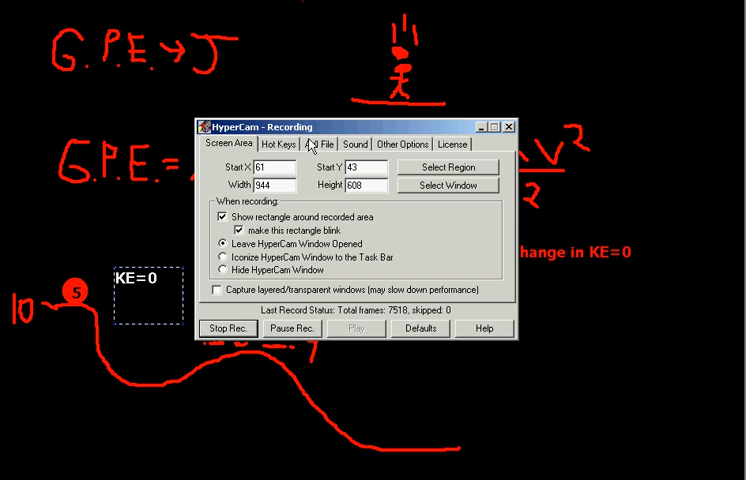 G.P.E. → J
HyperCam - Recording
Screen Area
Hot Keys
AVI File
Sound
Other Options
License
Start X 61
Start Y 43
Select Region
Width 944
Height 608
Select Window
When recording:
Show rectangle around recorded area
make this rectangle blink
Leave HyperCam Window Opened
Iconize HyperCam Window to the Task Bar
Hide HyperCam Window
Capture layered/transparent windows (may slow down performance)
Last Record Status: Total frames: 7518, skipped: 0
Stop Rec.
Pause Rec.
Play
Defaults
Help
G.P.E. =
V²
2
hange in KE=0
KE=0
5
10